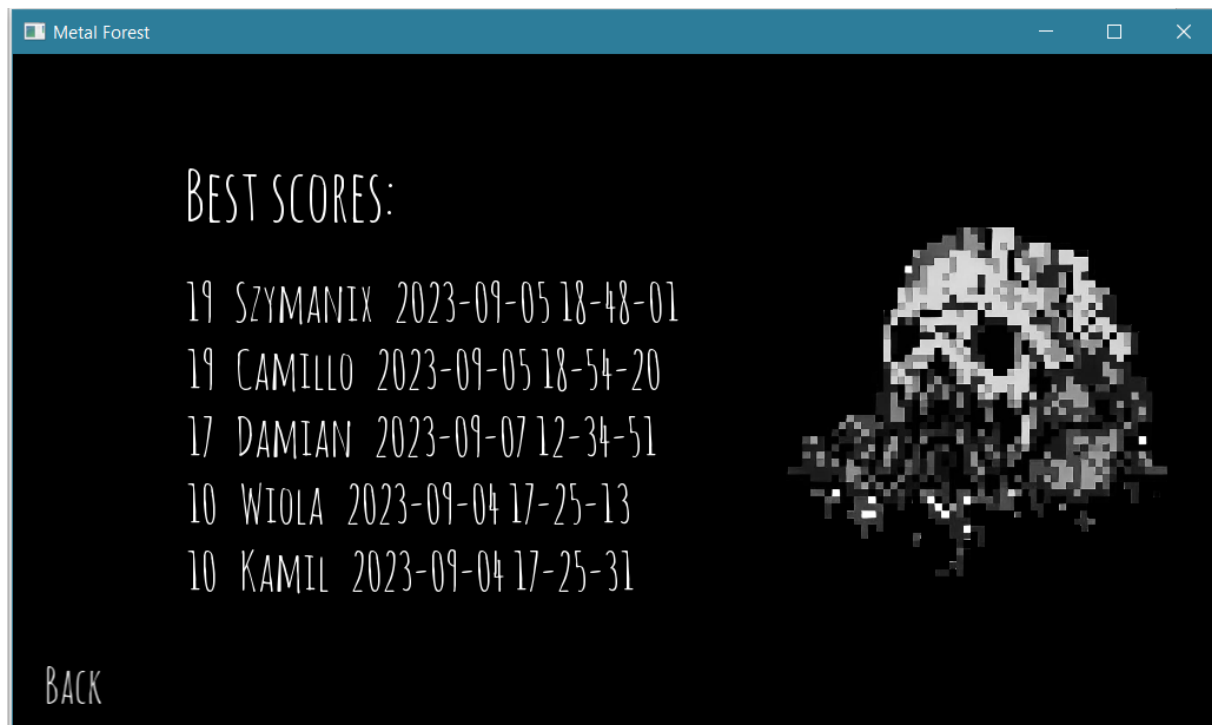 Metal Forest
Best scores:
19 Szymanix 2023-09-05 18-48-01
19 Camillo 2023-09-05 18-54-20
17 Damian 2023-09-07 12-34-51
10 Wiola 2023-09-04 17-25-13
10 Kamil 2023-09-04 17-25-31
Back